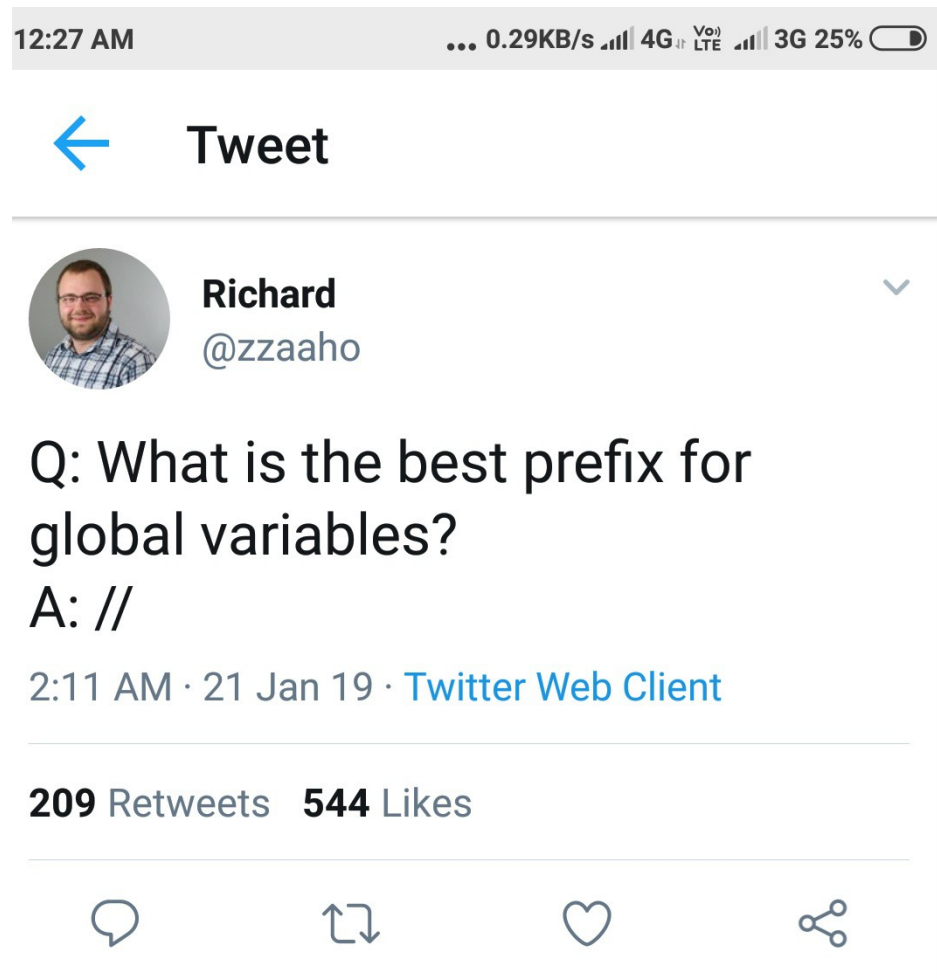 12:27 AM ... 0.29KB/s 4G Vo)) LTE 3G 25%
Tweet
Richard
@zzaaho
Q: What is the best prefix for
global variables?
A: //
2:11 AM · 21 Jan 19 · Twitter Web Client
209 Retweets 544 Likes